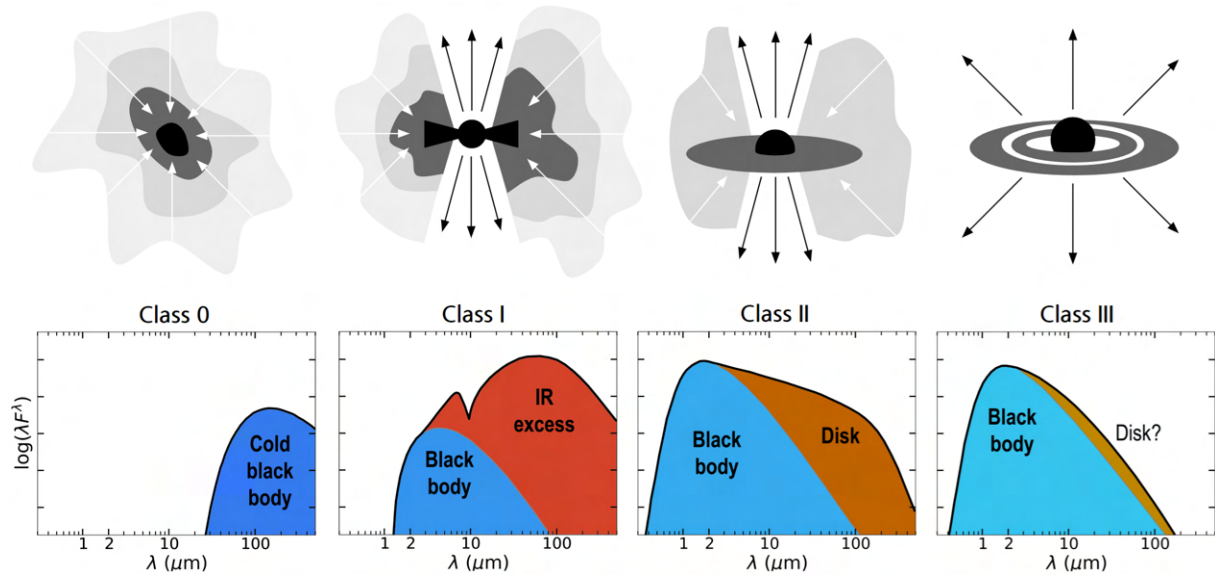 Class 0
Class I
Class II
Class III
log(λF^λ)
Cold
black
body
Black
body
IR
excess
Black
body
Disk
Black
body
Disk?
1 2 10 100
1 2 10 100
1 2 10 100
1 2 10 100
λ (μm)
λ (μm)
λ (μm)
λ (μm)